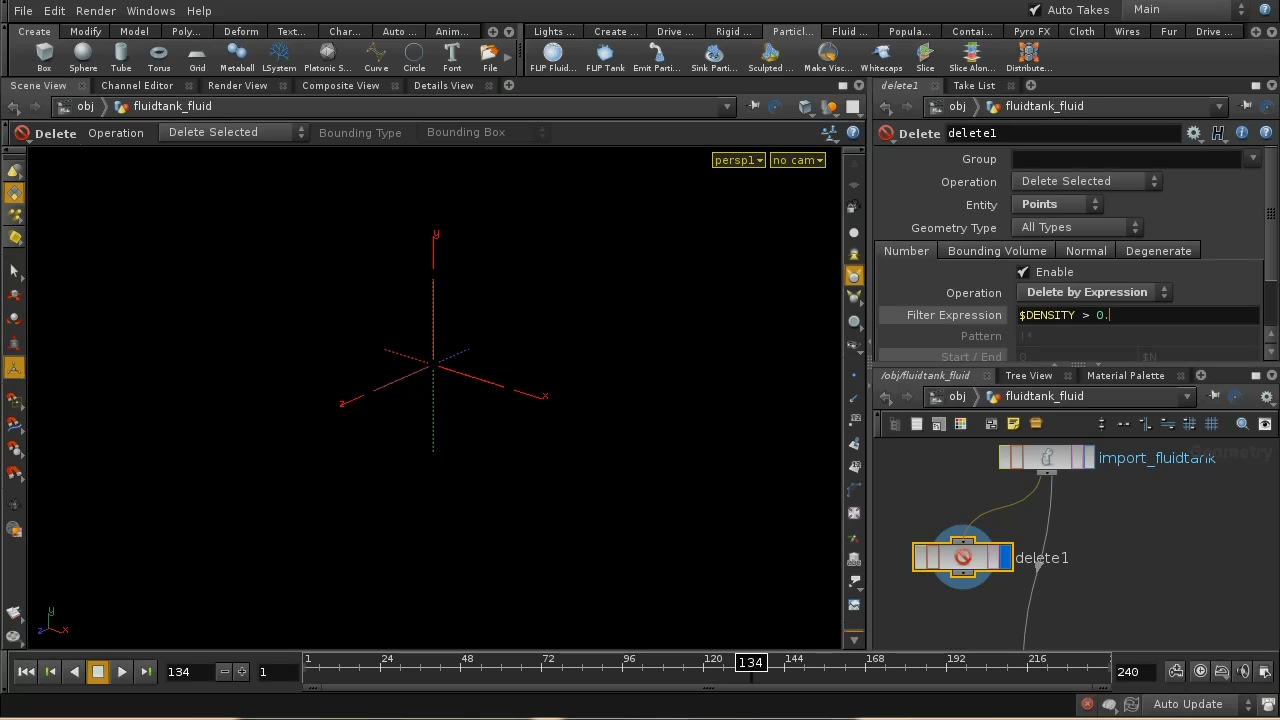 File Edit Render Windows Help Auto Takes Main
Create Modify Model Poly... Deform Text... Char... Auto ... Anim... Lights ... Create ... Drive ... Rigid ... Particl... Fluid ... Popula... Contai... Pyro FX Cloth Wires Fur Drive ...
Box Sphere Tube Torus Grid Metaball LSystem Platonic S... Curve Circle Font File FLIP Fluid... FLIP Tank Emit Parti... Sink Parti... Sculpted ... Make Visc... Whitecaps Slice Slice Alon... Distribute...
Scene View Channel Editor Render View Composite View Details View
obj fluidtank_fluid
Delete Operation Delete Selected Bounding Type Bounding Box
persp1 no cam
y
z
x
y
z x
delete1 Take List
obj fluidtank_fluid
Delete delete1
Group
Operation Delete Selected
Entity Points
Geometry Type All Types
Number Bounding Volume Normal Degenerate
Enable
Operation Delete by Expression
Filter Expression $DENSITY > 0.
Pattern !*
Start / End 0 $N
/obj/fluidtank_fluid Tree View Material Palette
obj fluidtank_fluid
Geometry
import_fluidtank
delete1
134 1
1 24 48 72 96 120 134 144 168 192 216 2
240
Auto Update